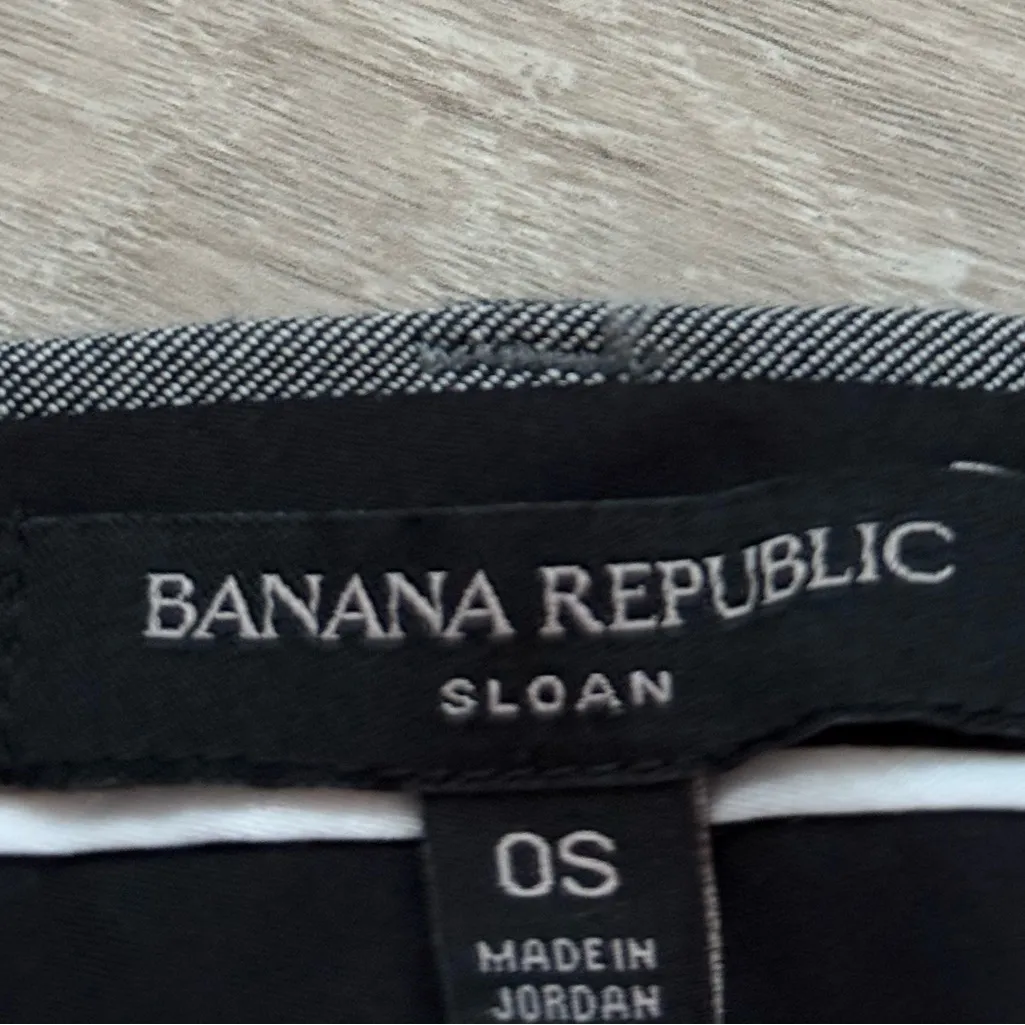 BANANA REPUBLIC
SLOAN
0S
MADE IN
JORDAN